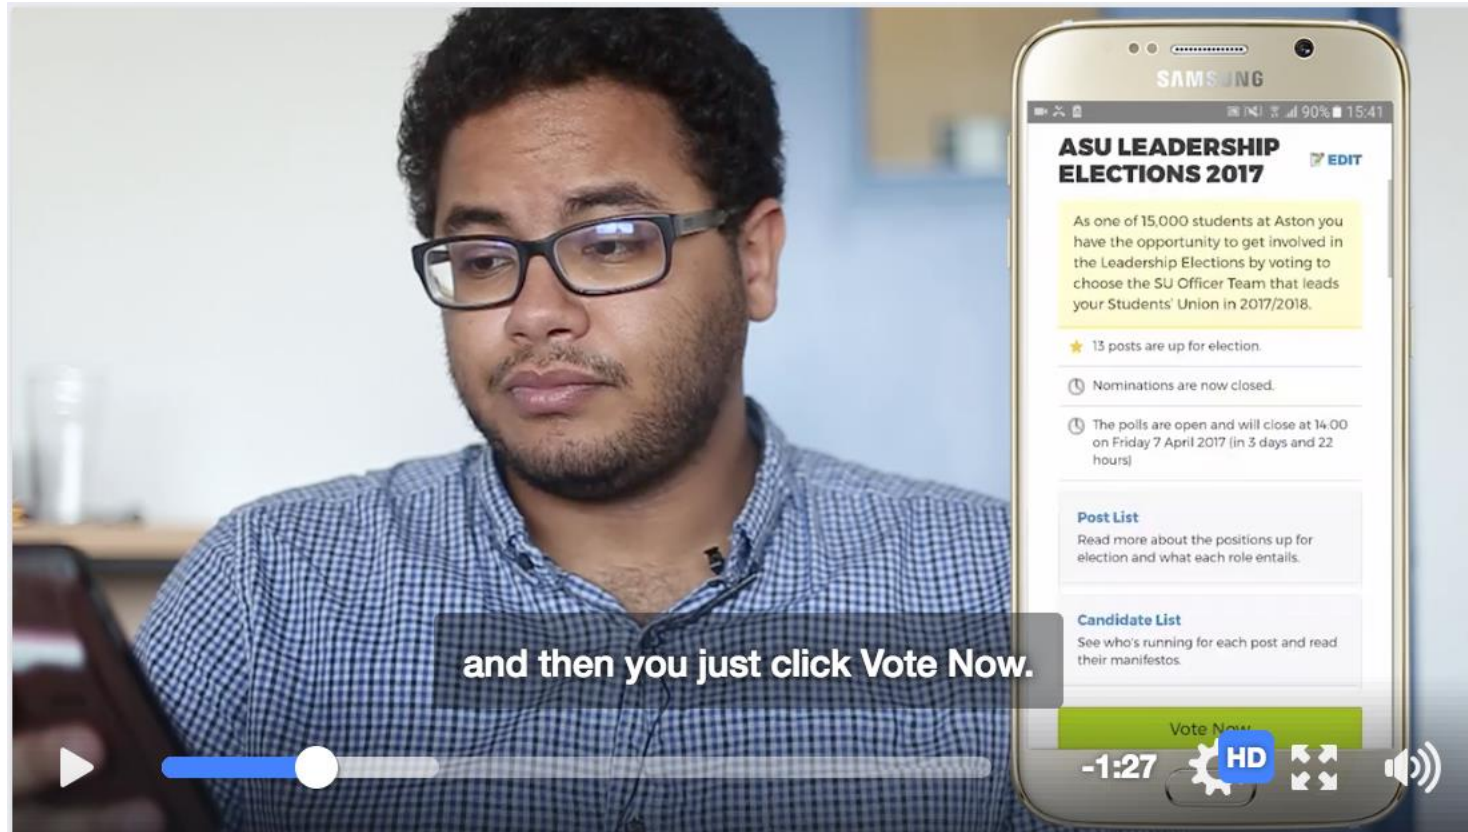 SAMSUNG
90% 15:41
ASU LEADERSHIP
ELECTIONS 2017
EDIT
As one of 15,000 students at Aston you
have the opportunity to get involved in
the Leadership Elections by voting to
choose the SU Officer Team that leads
your Students' Union in 2017/2018.
13 posts are up for election.
Nominations are now closed.
The polls are open and will close at 14:00
on Friday 7 April 2017 (in 3 days and 22
hours)
Post List
Read more about the positions up for
election and what each role entails.
Candidate List
See who's running for each post and read
their manifestos.
Vote Now
and then you just click Vote Now.
-1:27
HD